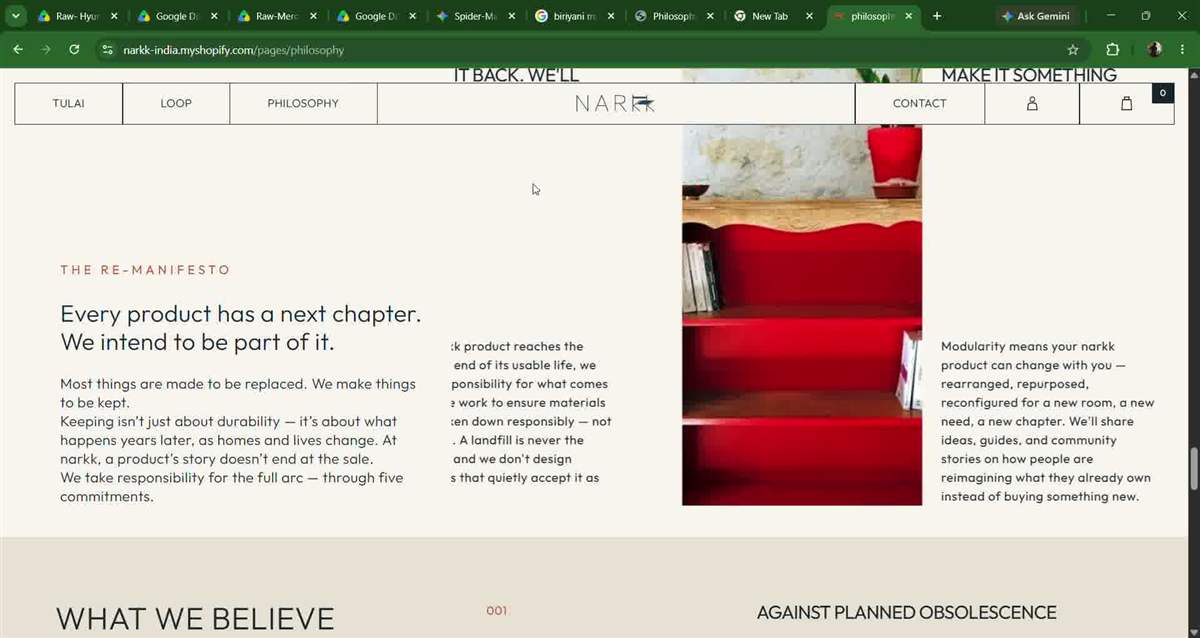 Raw- Hyu
Google D
Raw-Merc
Google D
Spider-Ma
biriyani m
Philosoph
New Tab
philosoph
Ask Gemini
narkk-india.myshopify.com/pages/philosophy
IT BACK. WE'LL
MAKE IT SOMETHING
TULAI
LOOP
PHILOSOPHY
NARKK
CONTACT
0
THE RE-MANIFESTO
Every product has a next chapter.
We intend to be part of it.
Most things are made to be replaced. We make things
to be kept.
Keeping isn't just about durability — it's about what
happens years later, as homes and lives change. At
narkk, a product's story doesn't end at the sale.
We take responsibility for the full arc — through five
commitments.
k product reaches the
end of its usable life, we
ponsibility for what comes
work to ensure materials
en down responsibly — not
. A landfill is never the
and we don't design
s that quietly accept it as
Modularity means your narkk
product can change with you —
rearranged, repurposed,
reconfigured for a new room, a new
need, a new chapter. We'll share
ideas, guides, and community
stories on how people are
reimagining what they already own
instead of buying something new.
WHAT WE BELIEVE
001
AGAINST PLANNED OBSOLESCENCE